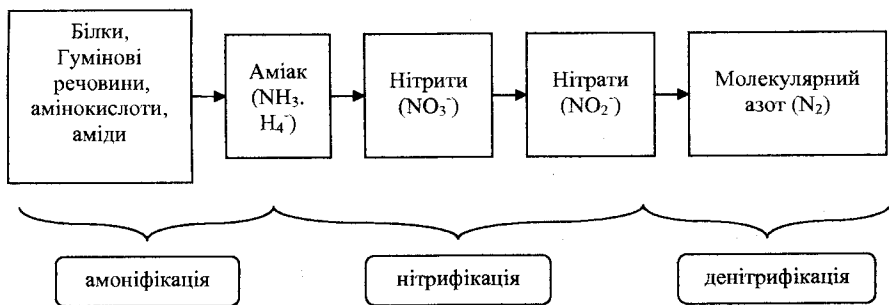 Білки,
Гумінові
речовини,
амінокислоти,
аміди
Аміак
(NH₃.
H₄⁻)
Нітрити
(NO₃⁻)
Нітрати
(NO₂⁻)
Молекулярний
азот (N₂)
амоніфікація
нітрифікація
денітрифікація